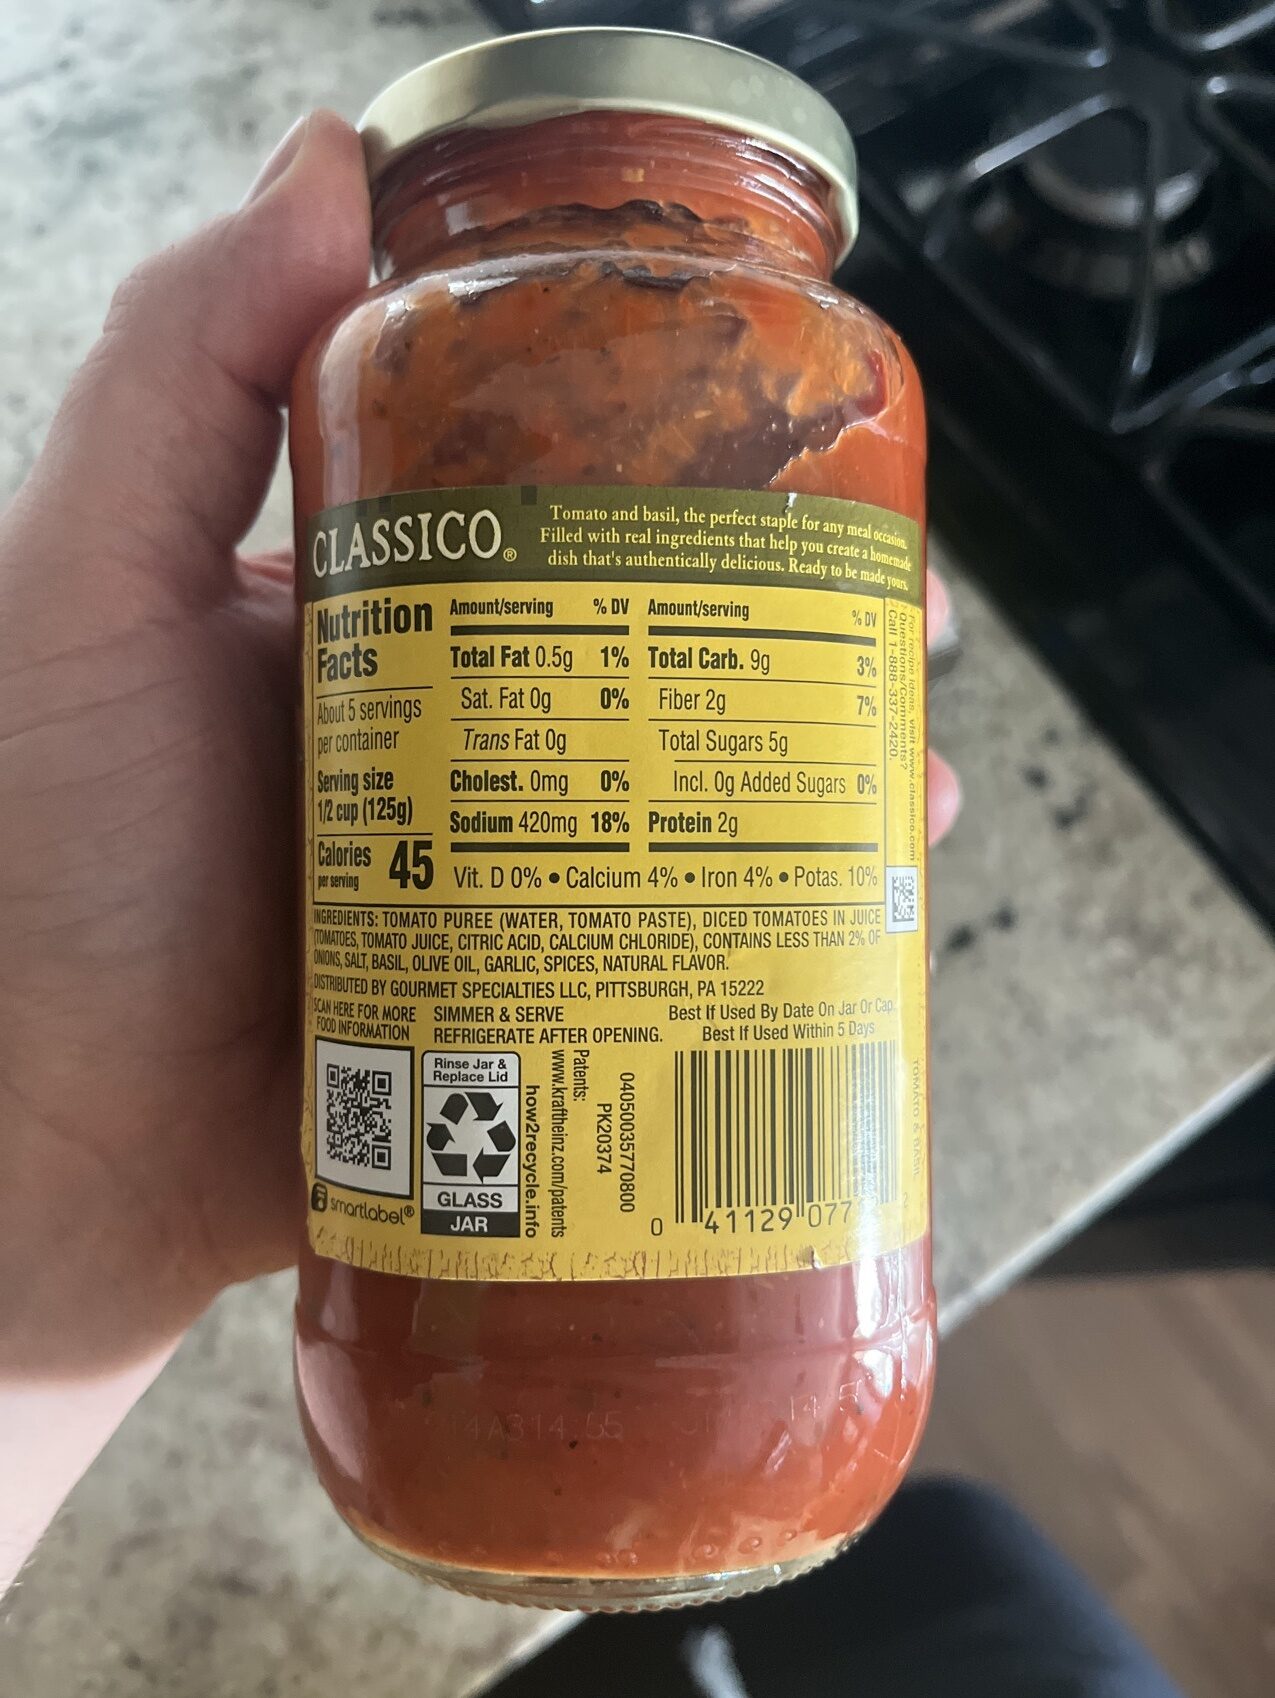 CLASSICO®
Tomato and basil, the perfect staple for any meal occasion.
Filled with real ingredients that help you create a homemade
dish that's authentically delicious. Ready to be made yours.
Nutrition
Facts
About 5 servings
per container
Serving size
1/2 cup (125g)
Calories
per serving
45
Amount/serving % DV
Total Fat 0.5g 1%
Sat. Fat 0g 0%
Trans Fat 0g
Cholest. 0mg 0%
Sodium 420mg 18%
Amount/serving % DV
Total Carb. 9g 3%
Fiber 2g 7%
Total Sugars 5g
Incl. 0g Added Sugars 0%
Protein 2g
Vit. D 0% • Calcium 4% • Iron 4% • Potas. 10%
For recipe ideas, visit www.classico.com
Questions/Comments?
Call 1-888-337-2420.
INGREDIENTS: TOMATO PUREE (WATER, TOMATO PASTE), DICED TOMATOES IN JUICE
(TOMATOES, TOMATO JUICE, CITRIC ACID, CALCIUM CHLORIDE), CONTAINS LESS THAN 2% OF
ONIONS, SALT, BASIL, OLIVE OIL, GARLIC, SPICES, NATURAL FLAVOR.
DISTRIBUTED BY GOURMET SPECIALTIES LLC, PITTSBURGH, PA 15222
SCAN HERE FOR MORE
FOOD INFORMATION
SIMMER & SERVE
REFRIGERATE AFTER OPENING.
Best If Used By Date On Jar Or Cap
Best If Used Within 5 Days
smartlabel®
Rinse Jar &
Replace Lid
GLASS
JAR
how2recycle.info
Patents:
www.kraftheinz.com/patents
04050035770800
PK20374
0 41129 077
TOMATO & BASIL
4A314:55